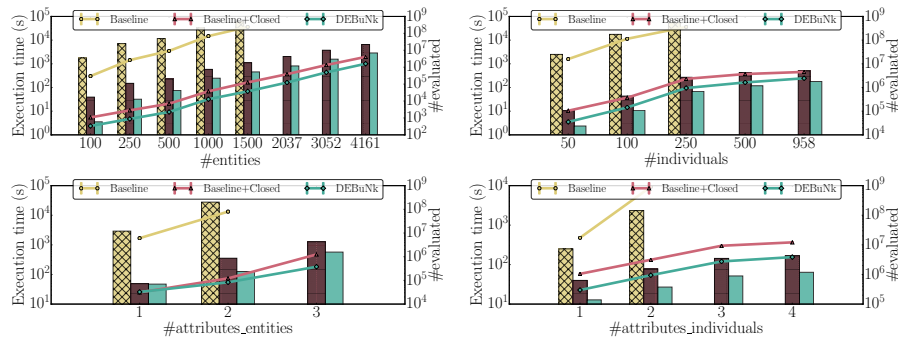 Baseline Baseline+Closed DEBuNk
Execution time (s)
10^5
10^4
10^3
10^2
10^1
10^0
10^9
10^8
10^7
10^6
10^5
10^4
10^3
10^2
#evaluated
100 250 500 1000 1500 2037 3052 4161
#entities
Baseline Baseline+Closed DEBuNk
Execution time (s)
10^5
10^4
10^3
10^2
10^1
10^0
10^9
10^8
10^7
10^6
10^5
10^4
#evaluated
50 100 250 500 958
#individuals
Baseline Baseline+Closed DEBuNk
Execution time (s)
10^5
10^4
10^3
10^2
10^1
10^9
10^8
10^7
10^6
10^5
10^4
#evaluated
1 2 3
#attributes_entities
Baseline Baseline+Closed DEBuNk
Execution time (s)
10^4
10^3
10^2
10^1
10^9
10^8
10^7
10^6
10^5
#evaluated
1 2 3 4
#attributes_individuals